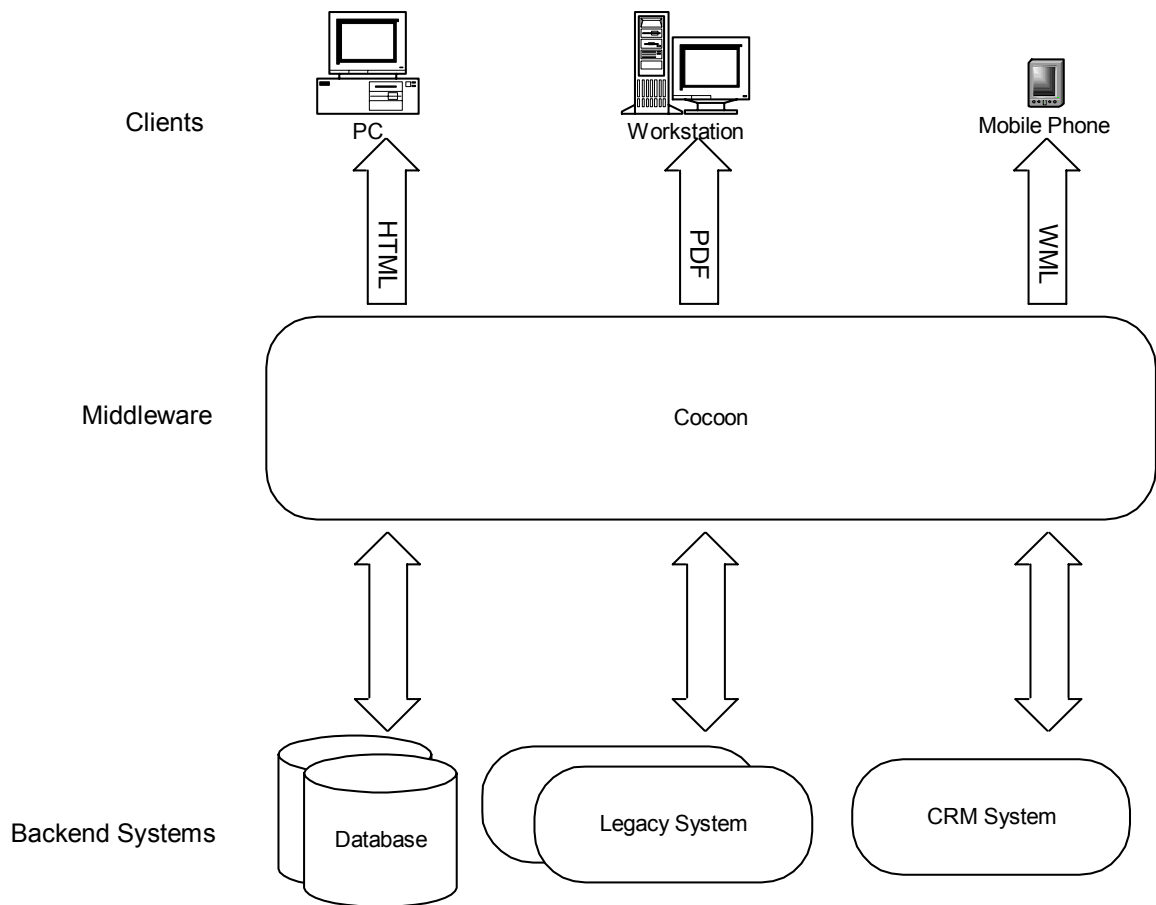 Clients
PC
Workstation
Mobile Phone
HTML
PDF
WML
Middleware
Cocoon
Backend Systems
Database
Legacy System
CRM System